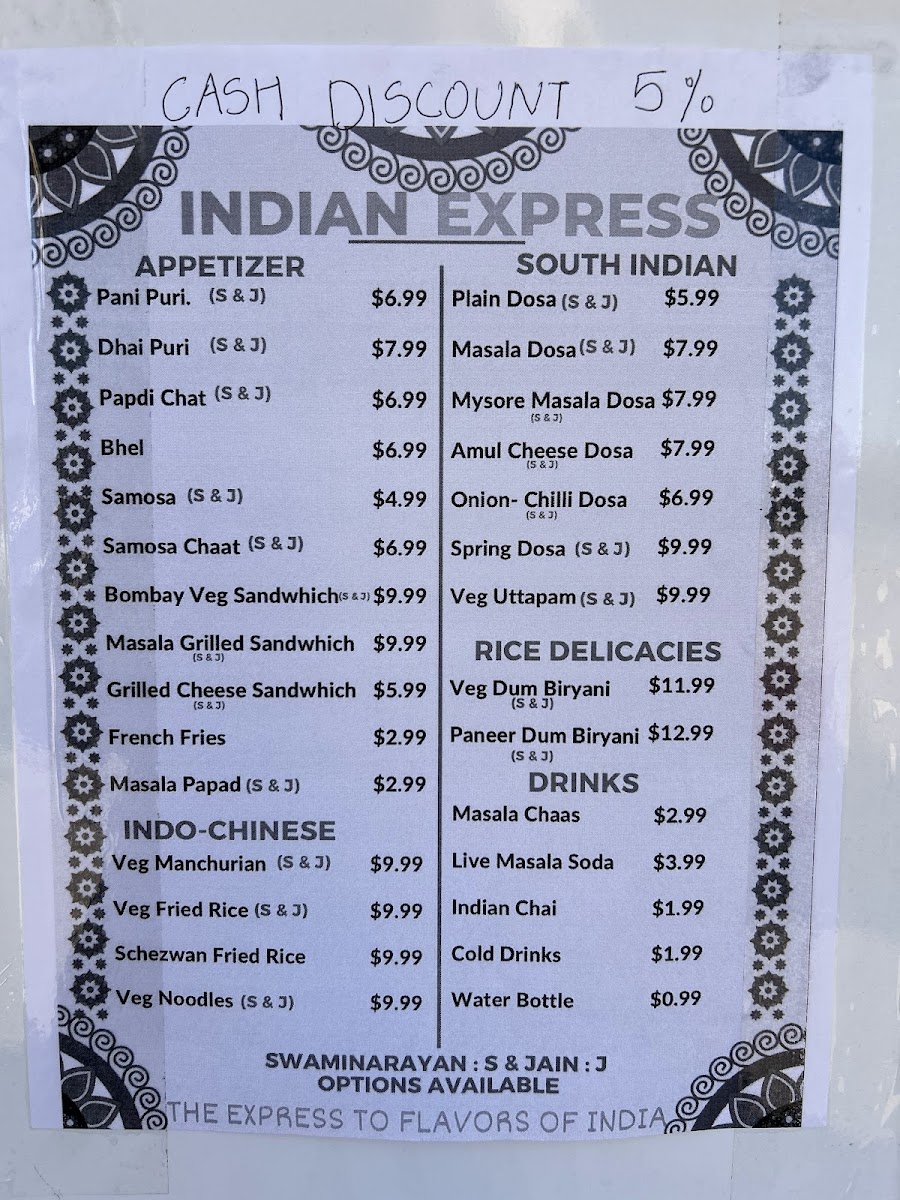 CASH DISCOUNT 5%
INDIAN EXPRESS
APPETIZER
Pani Puri. (S & J) $6.99
Dhai Puri (S & J) $7.99
Papdi Chat (S & J) $6.99
Bhel $6.99
Samosa (S & J) $4.99
Samosa Chaat (S & J) $6.99
Bombay Veg Sandwhich (S & J) $9.99
Masala Grilled Sandwhich $9.99
(S & J)
Grilled Cheese Sandwhich $5.99
(S & J)
French Fries $2.99
Masala Papad (S & J) $2.99
INDO-CHINESE
Veg Manchurian (S & J) $9.99
Veg Fried Rice (S & J) $9.99
Schezwan Fried Rice $9.99
Veg Noodles (S & J) $9.99
SOUTH INDIAN
Plain Dosa (S & J) $5.99
Masala Dosa (S & J) $7.99
Mysore Masala Dosa $7.99
(S & J)
Amul Cheese Dosa $7.99
(S & J)
Onion- Chilli Dosa $6.99
(S & J)
Spring Dosa (S & J) $9.99
Veg Uttapam (S & J) $9.99
RICE DELICACIES
Veg Dum Biryani $11.99
(S & J)
Paneer Dum Biryani $12.99
(S & J)
DRINKS
Masala Chaas $2.99
Live Masala Soda $3.99
Indian Chai $1.99
Cold Drinks $1.99
Water Bottle $0.99
SWAMINARAYAN : S & JAIN : J
OPTIONS AVAILABLE
THE EXPRESS TO FLAVORS OF INDIA